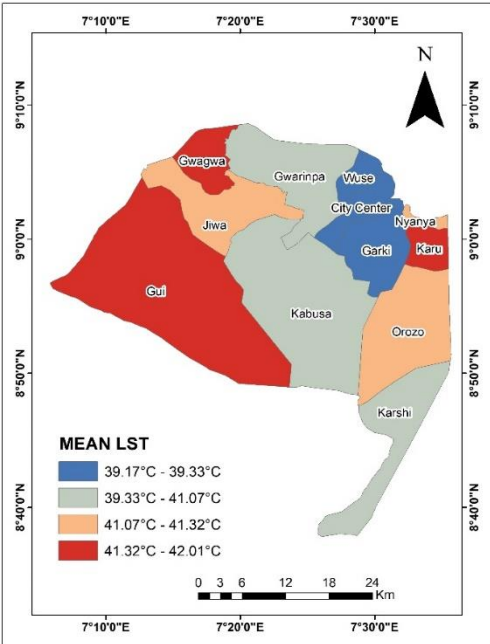 7°10'0"E 7°20'0"E 7°30'0"E
N
9°10'0"N
9°10'0"N
Gwagwa
Gwarinpa
Wuse
City Center
Nyanya
Jiwa
9°0'0"N
9°0'0"N
Garki
Karu
Gui
Kabusa
Orozo
8°50'0"N
8°50'0"N
Karshi
MEAN LST
39.17°C - 39.33°C
39.33°C - 41.07°C
41.07°C - 41.32°C
41.32°C - 42.01°C
8°40'0"N
8°40'0"N
0 3 6 12 18 24
Km
7°10'0"E 7°20'0"E 7°30'0"E